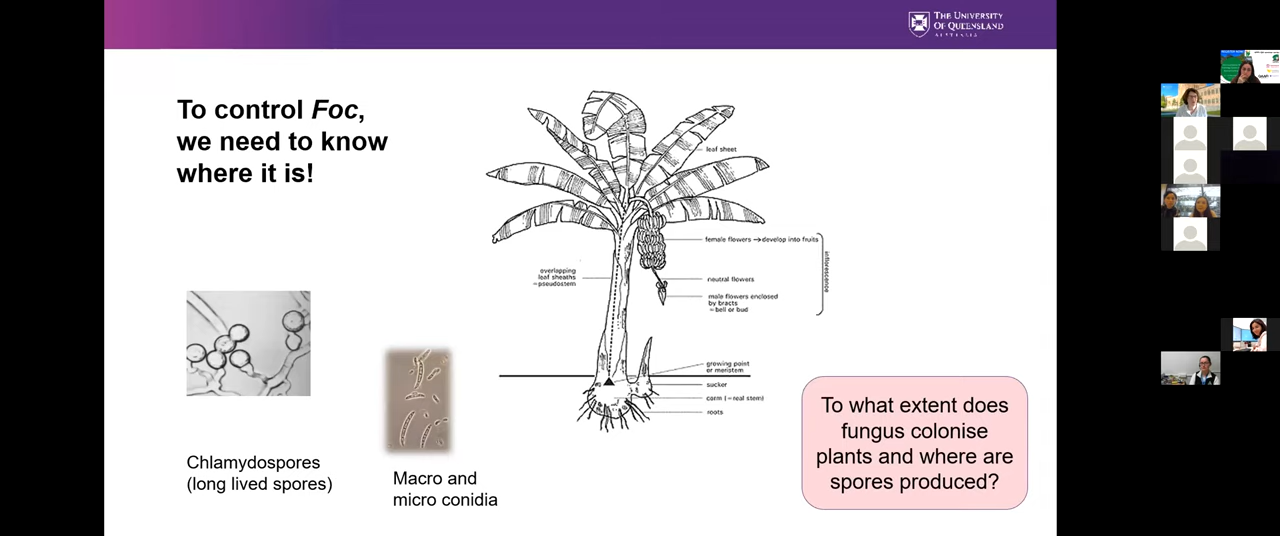 THE UNIVERSITY
OF QUEENSLAND
AUSTRALIA
To control Foc,
we need to know
where it is!
leaf sheet
female flowers → develop into fruits
inflorescence
overlapping
leaf sheaths
=pseudostem
neutral flowers
male flowers enclosed
by bracts
= bell or bud
growing point
or meristem
sucker
corm (=real stem)
roots
Chlamydospores
(long lived spores)
Macro and
micro conidia
To what extent does
fungus colonise
plants and where are
spores produced?